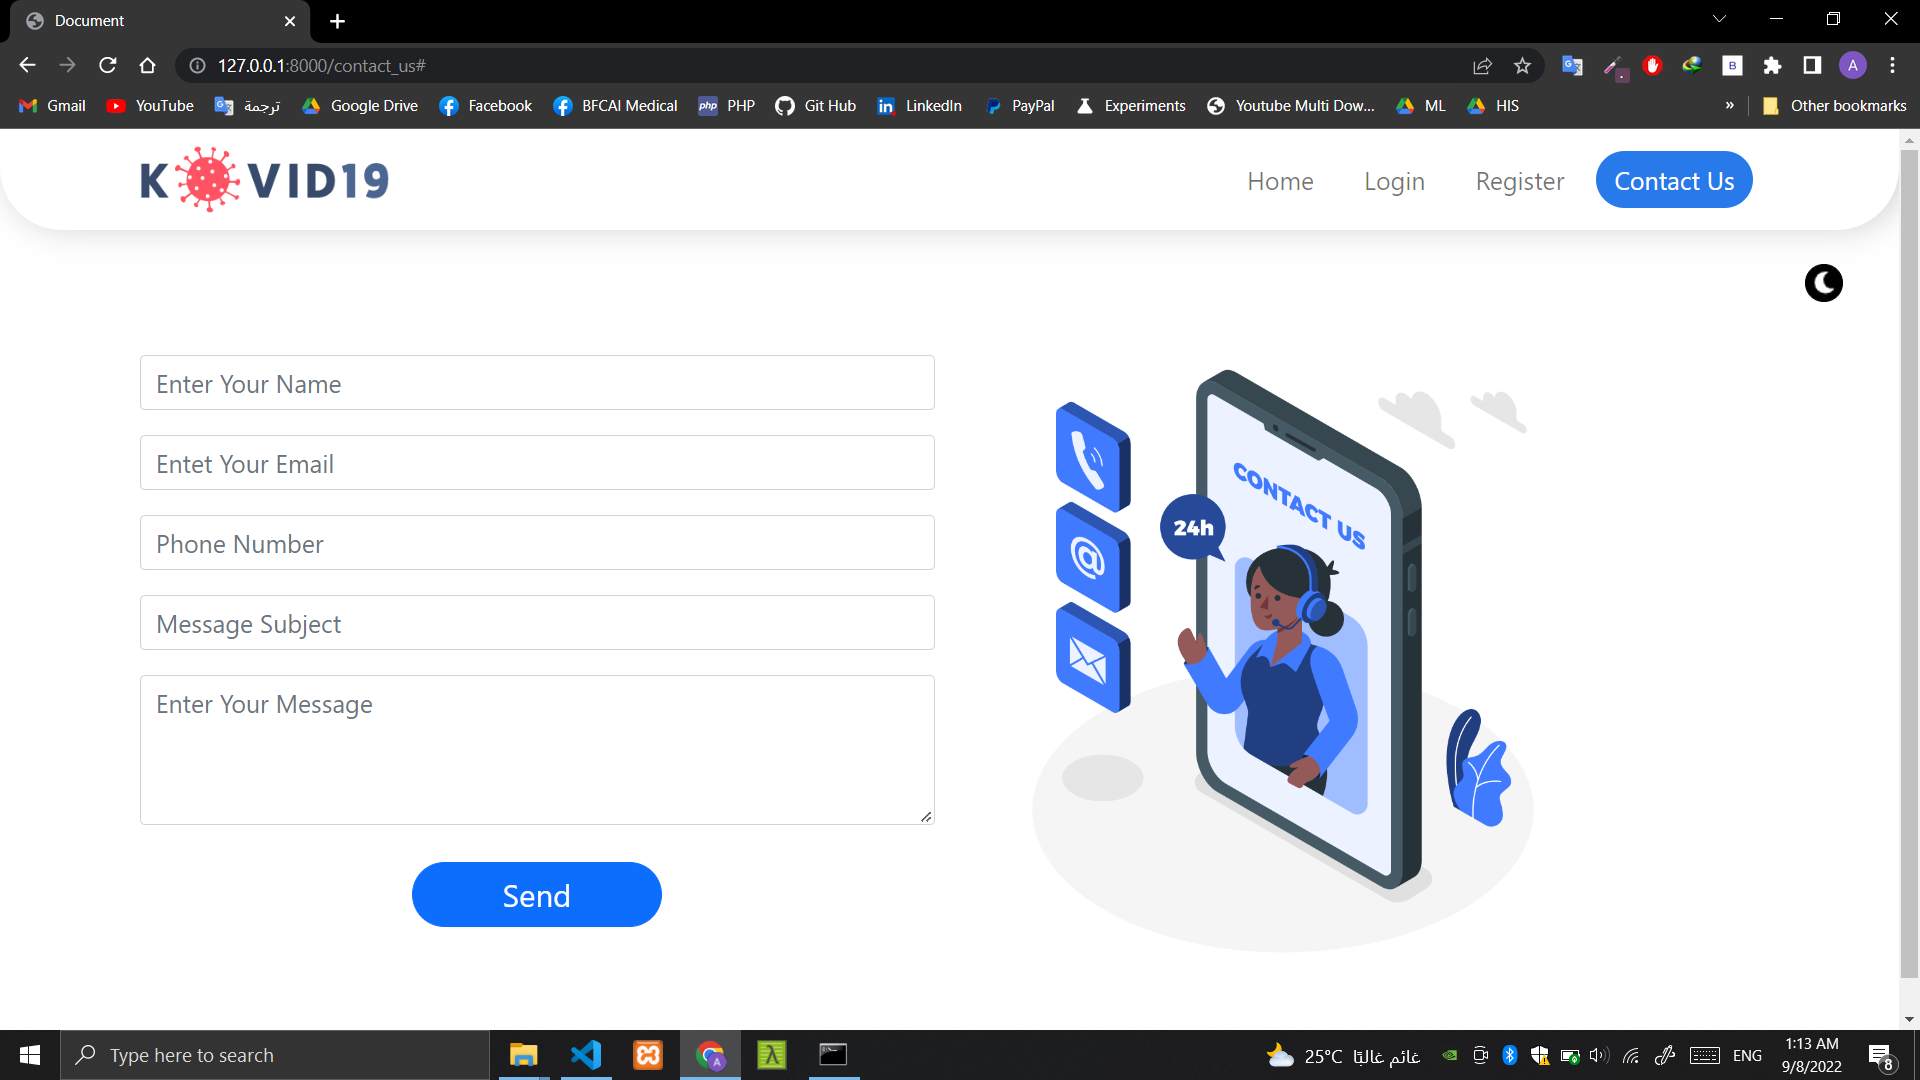 Document
127.0.0.1:8000/contact_us#
Gmail YouTube ترجمة Google Drive Facebook BFCAI Medical PHP Git Hub LinkedIn PayPal Experiments Youtube Multi Dow... ML HIS » Other bookmarks
K VID19
Home Login Register Contact Us
Enter Your Name
Entet Your Email
Phone Number
Message Subject
Enter Your Message
Send
CONTACT US
24h
@
Type here to search
25°C غائم غالبًا
ENG
1:13 AM
9/8/2022
8